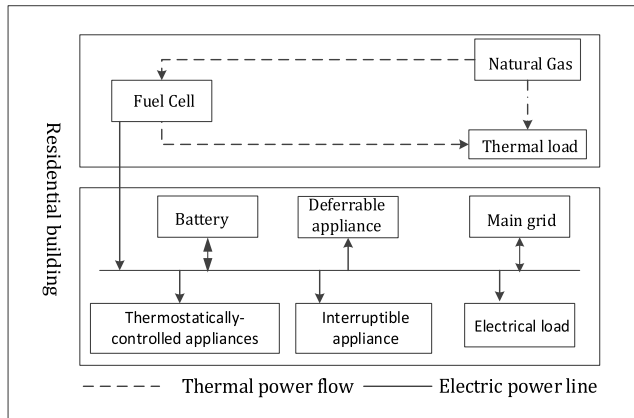 Natural Gas
Fuel Cell
Thermal load
Residential building
Battery
Deferrable
appliance
Main grid
Thermostatically-
controlled appliances
Interruptible
appliance
Electrical load
Thermal power flow
Electric power line